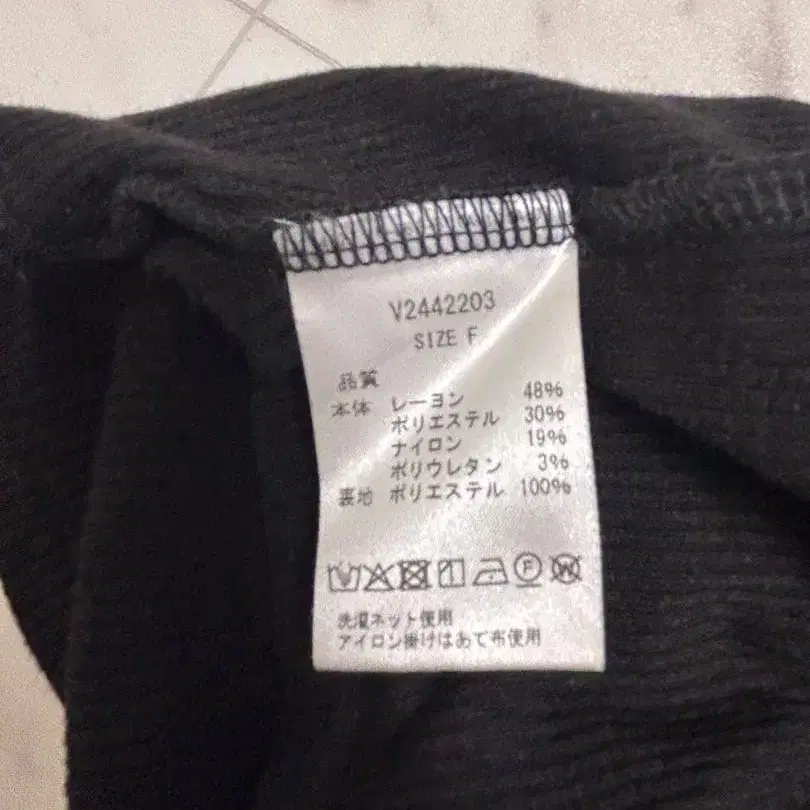 V2442203
SIZE F
品質
本体 レーヨン 48%
ポリエステル 30%
ナイロン 19%
ポリウレタン 3%
裏地 ポリエステル 100%
F W
洗濯ネット使用
アイロン掛けはあて布使用